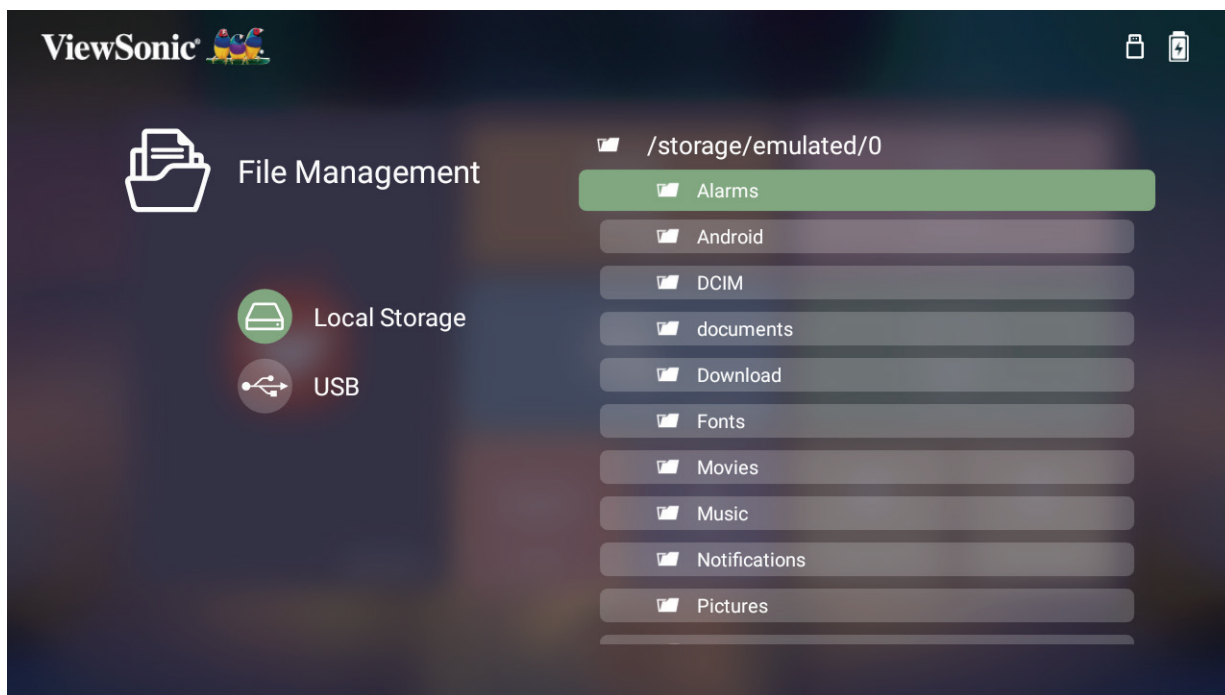 ViewSonic®
File Management
Local Storage
USB
/storage/emulated/0
Alarms
Android
DCIM
documents
Download
Fonts
Movies
Music
Notifications
Pictures